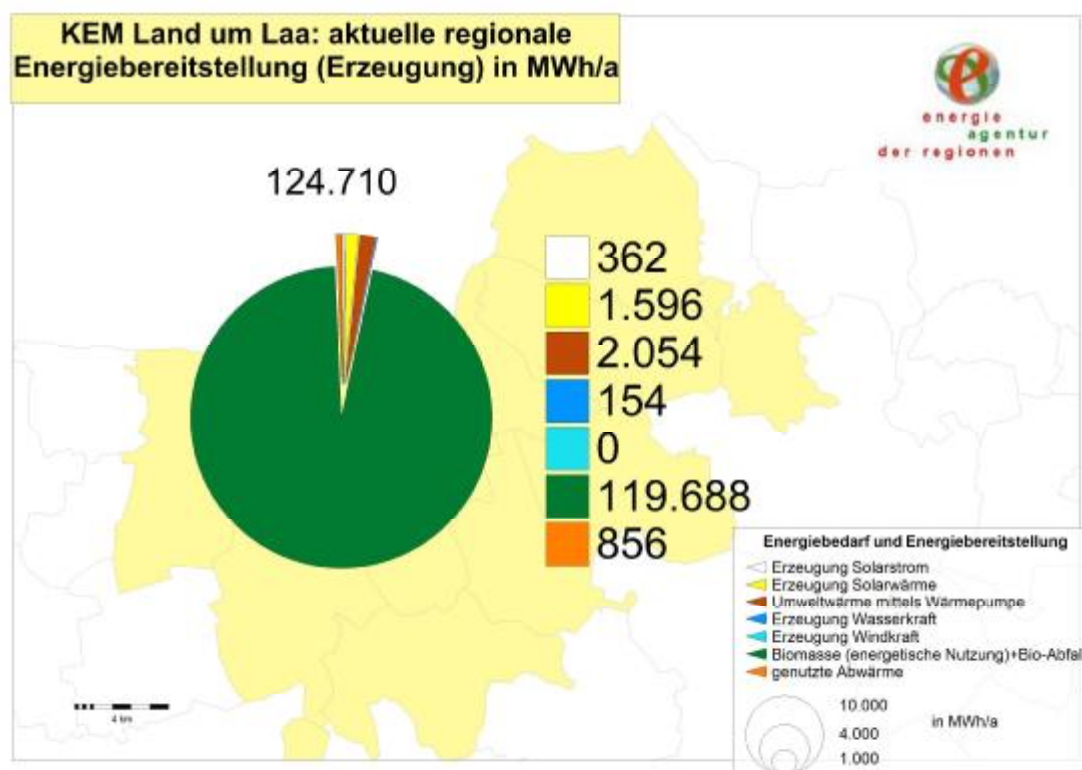 KEM Land um Laa: aktuelle regionale
Energiebereitstellung (Erzeugung) in MWh/a
energie
agentur
der regionen
124.710
362
1.596
2.054
154
0
119.688
856
Energiebedarf und Energiebereitstellung
Erzeugung Solarstrom
Erzeugung Solarwärme
Umweltwärme mittels Wärmepumpe
Erzeugung Wasserkraft
Erzeugung Windkraft
Biomasse (energetische Nutzung)+Bio-Abfal
genutzte Abwärme
10.000
in MWh/a
4.000
1.000
4 km